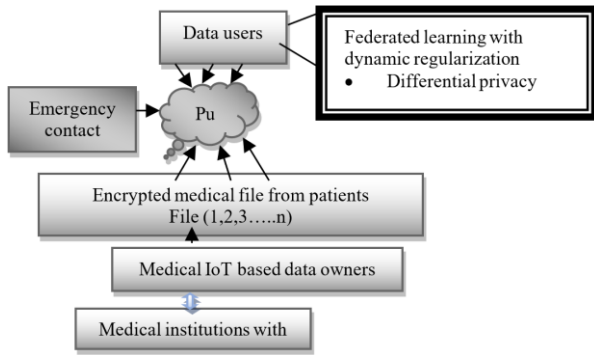 Data users
Federated learning with
dynamic regularization
• Differential privacy
Emergency
contact
Pu
Encrypted medical file from patients
File (1,2,3…..n)
Medical IoT based data owners
Medical institutions with